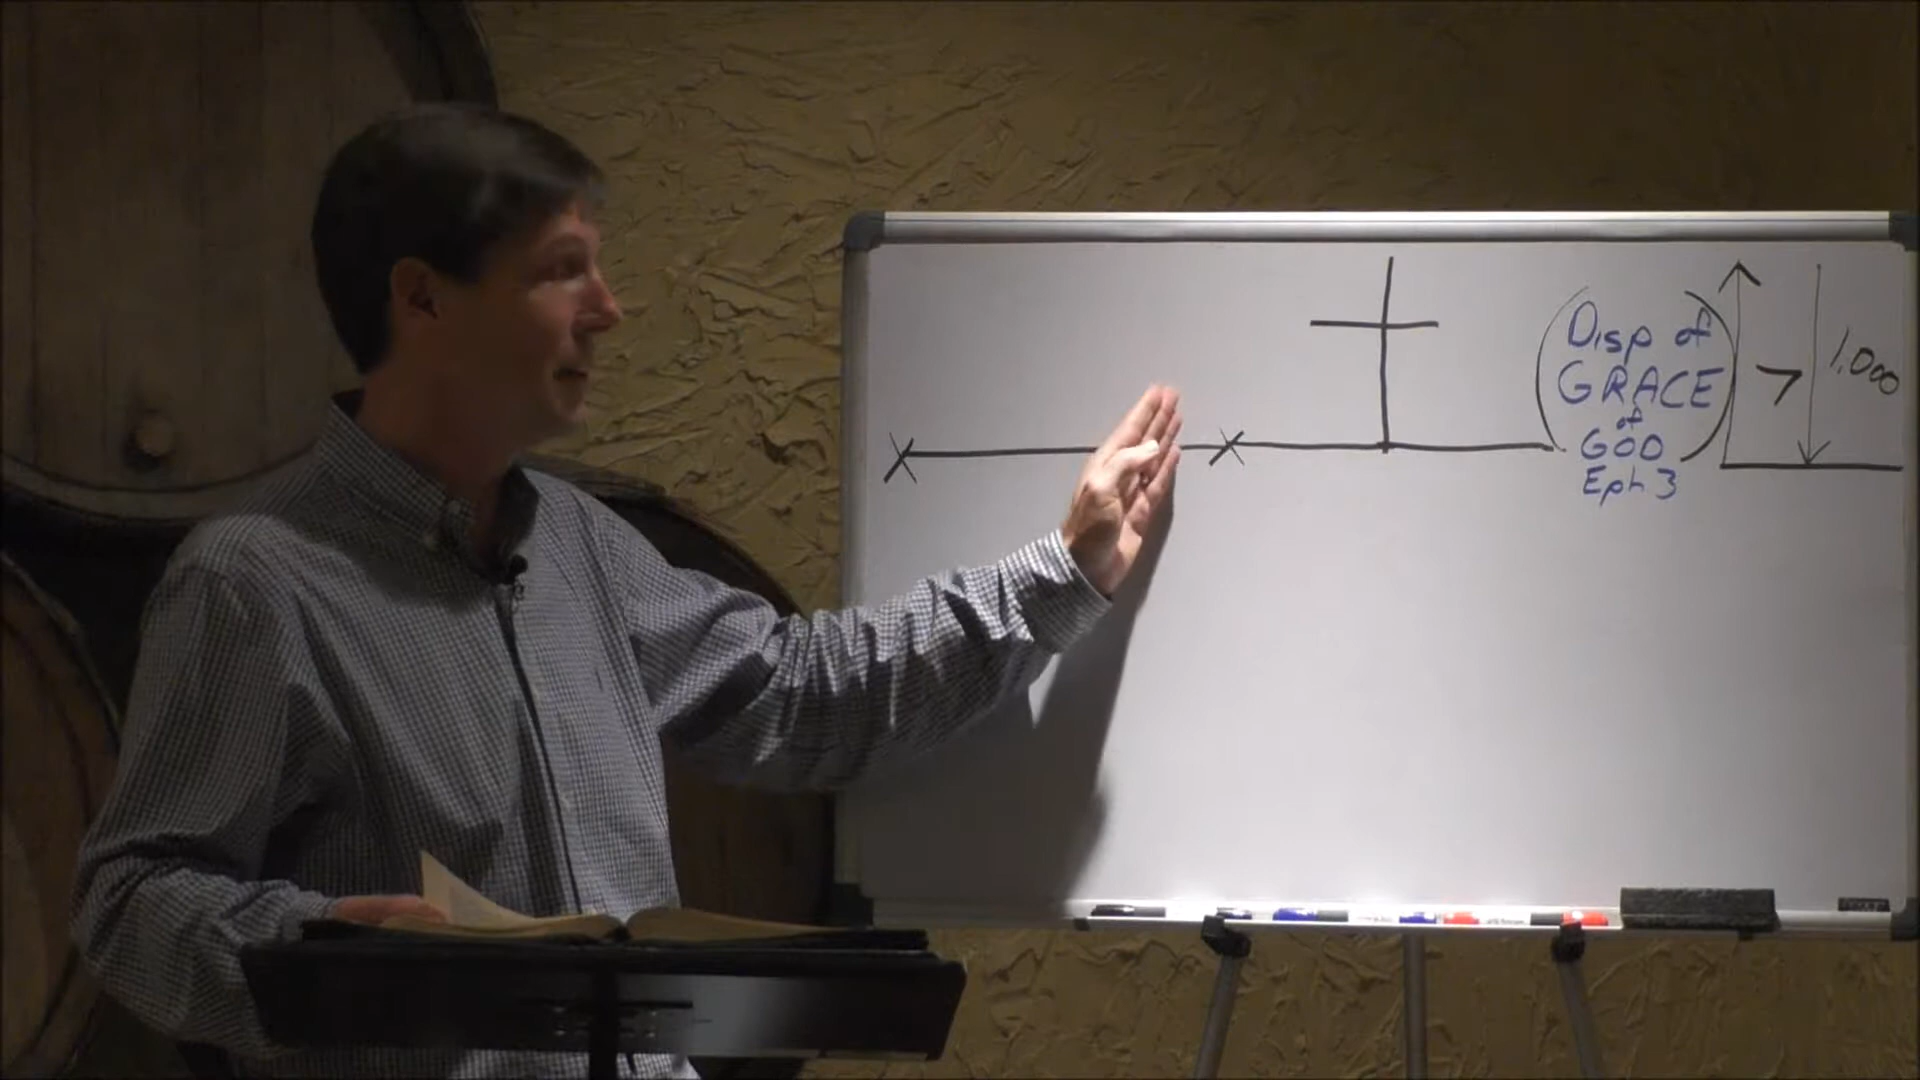 Disp of
GRACE
of
GOD
Eph 3
7
1,000